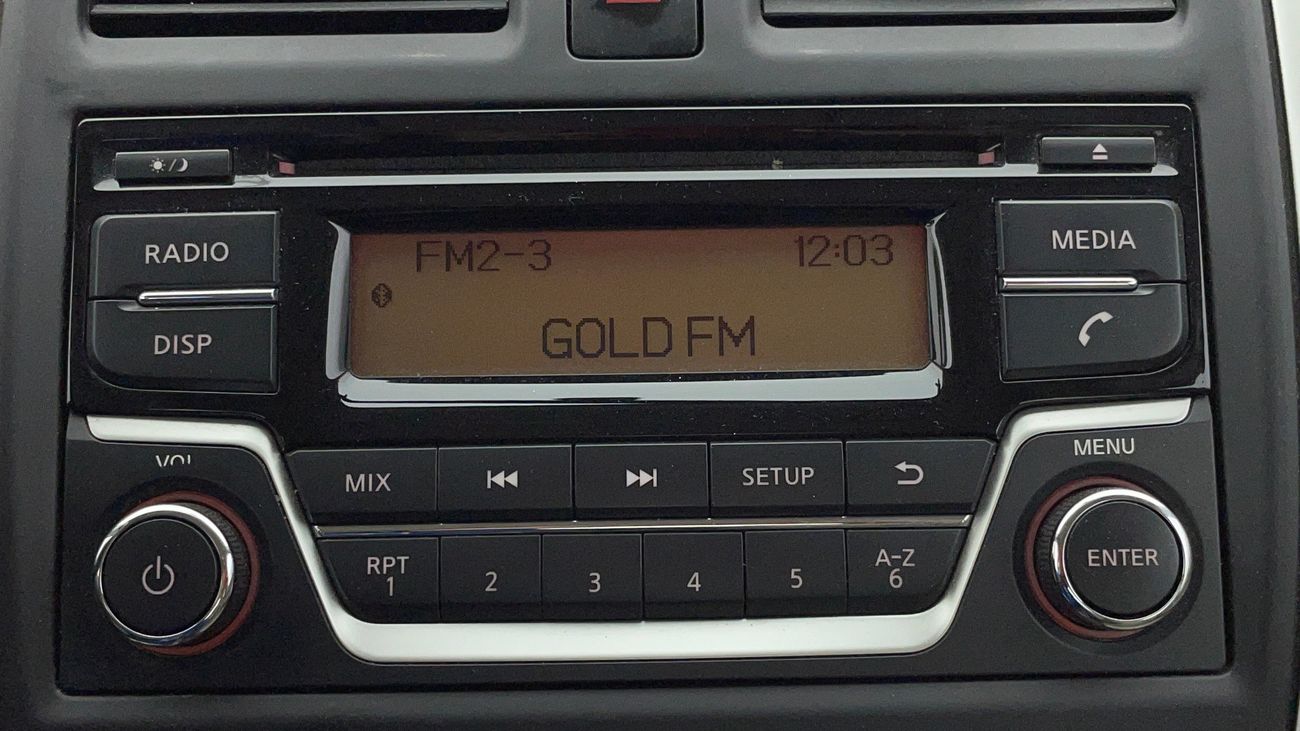 RADIO
DISP
FM2-3 12:03
GOLD FM
MEDIA
VOL
MENU
MIX
SETUP
RPT
1
2
3
4
5
A-Z
6
ENTER